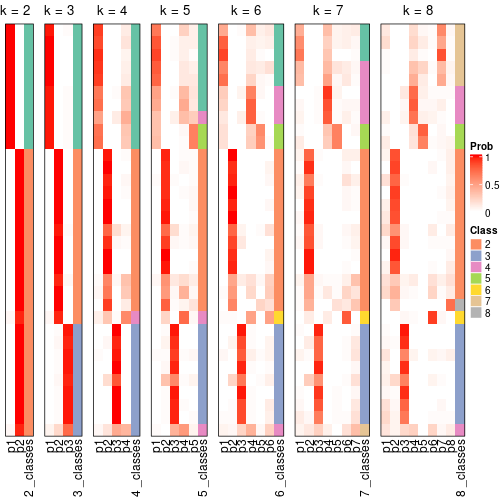 k = 2
k = 3
k = 4
k = 5
k = 6
k = 7
k = 8
Prob
1
0.5
0
Class
2
3
4
5
6
7
8
p1
p2
2_classes
p1
p2
p3
3_classes
p1
p2
p3
p4
4_classes
p1
p2
p3
p4
p5
5_classes
p1
p2
p3
p4
p5
p6
6_classes
p1
p2
p3
p4
p5
p6
p7
7_classes
p1
p2
p3
p4
p5
p6
p7
p8
8_classes